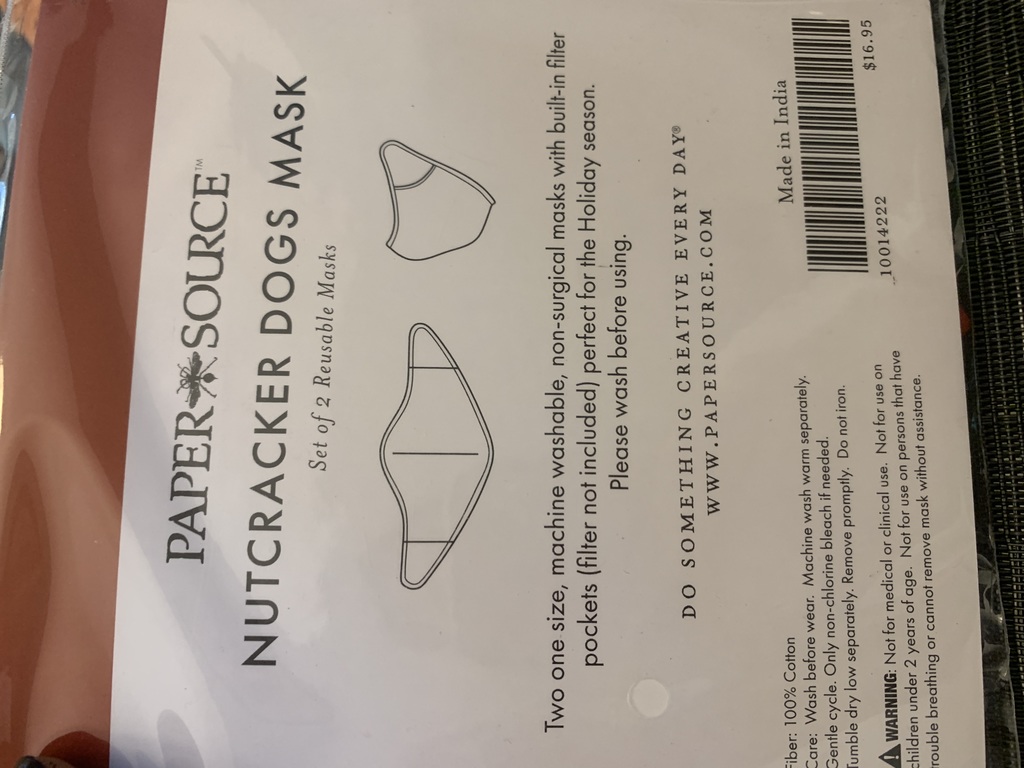 PAPER SOURCE™
NUTCRACKER DOGS MASK
Set of 2 Reusable Masks
Two one size, machine washable, non-surgical masks with built-in filter
pockets (filter not included) perfect for the Holiday season.
Please wash before using.
DO SOMETHING CREATIVE EVERY DAY®
WWW.PAPERSOURCE.COM
Fiber: 100% Cotton
Care: Wash before wear. Machine wash warm separately.
Gentle cycle. Only non-chlorine bleach if needed.
Tumble dry low separately. Remove promptly. Do not iron.
WARNING: Not for medical or clinical use. Not for use on
children under 2 years of age. Not for use on persons that have
trouble breathing or cannot remove mask without assistance.
Made in India
10014222
$16.95